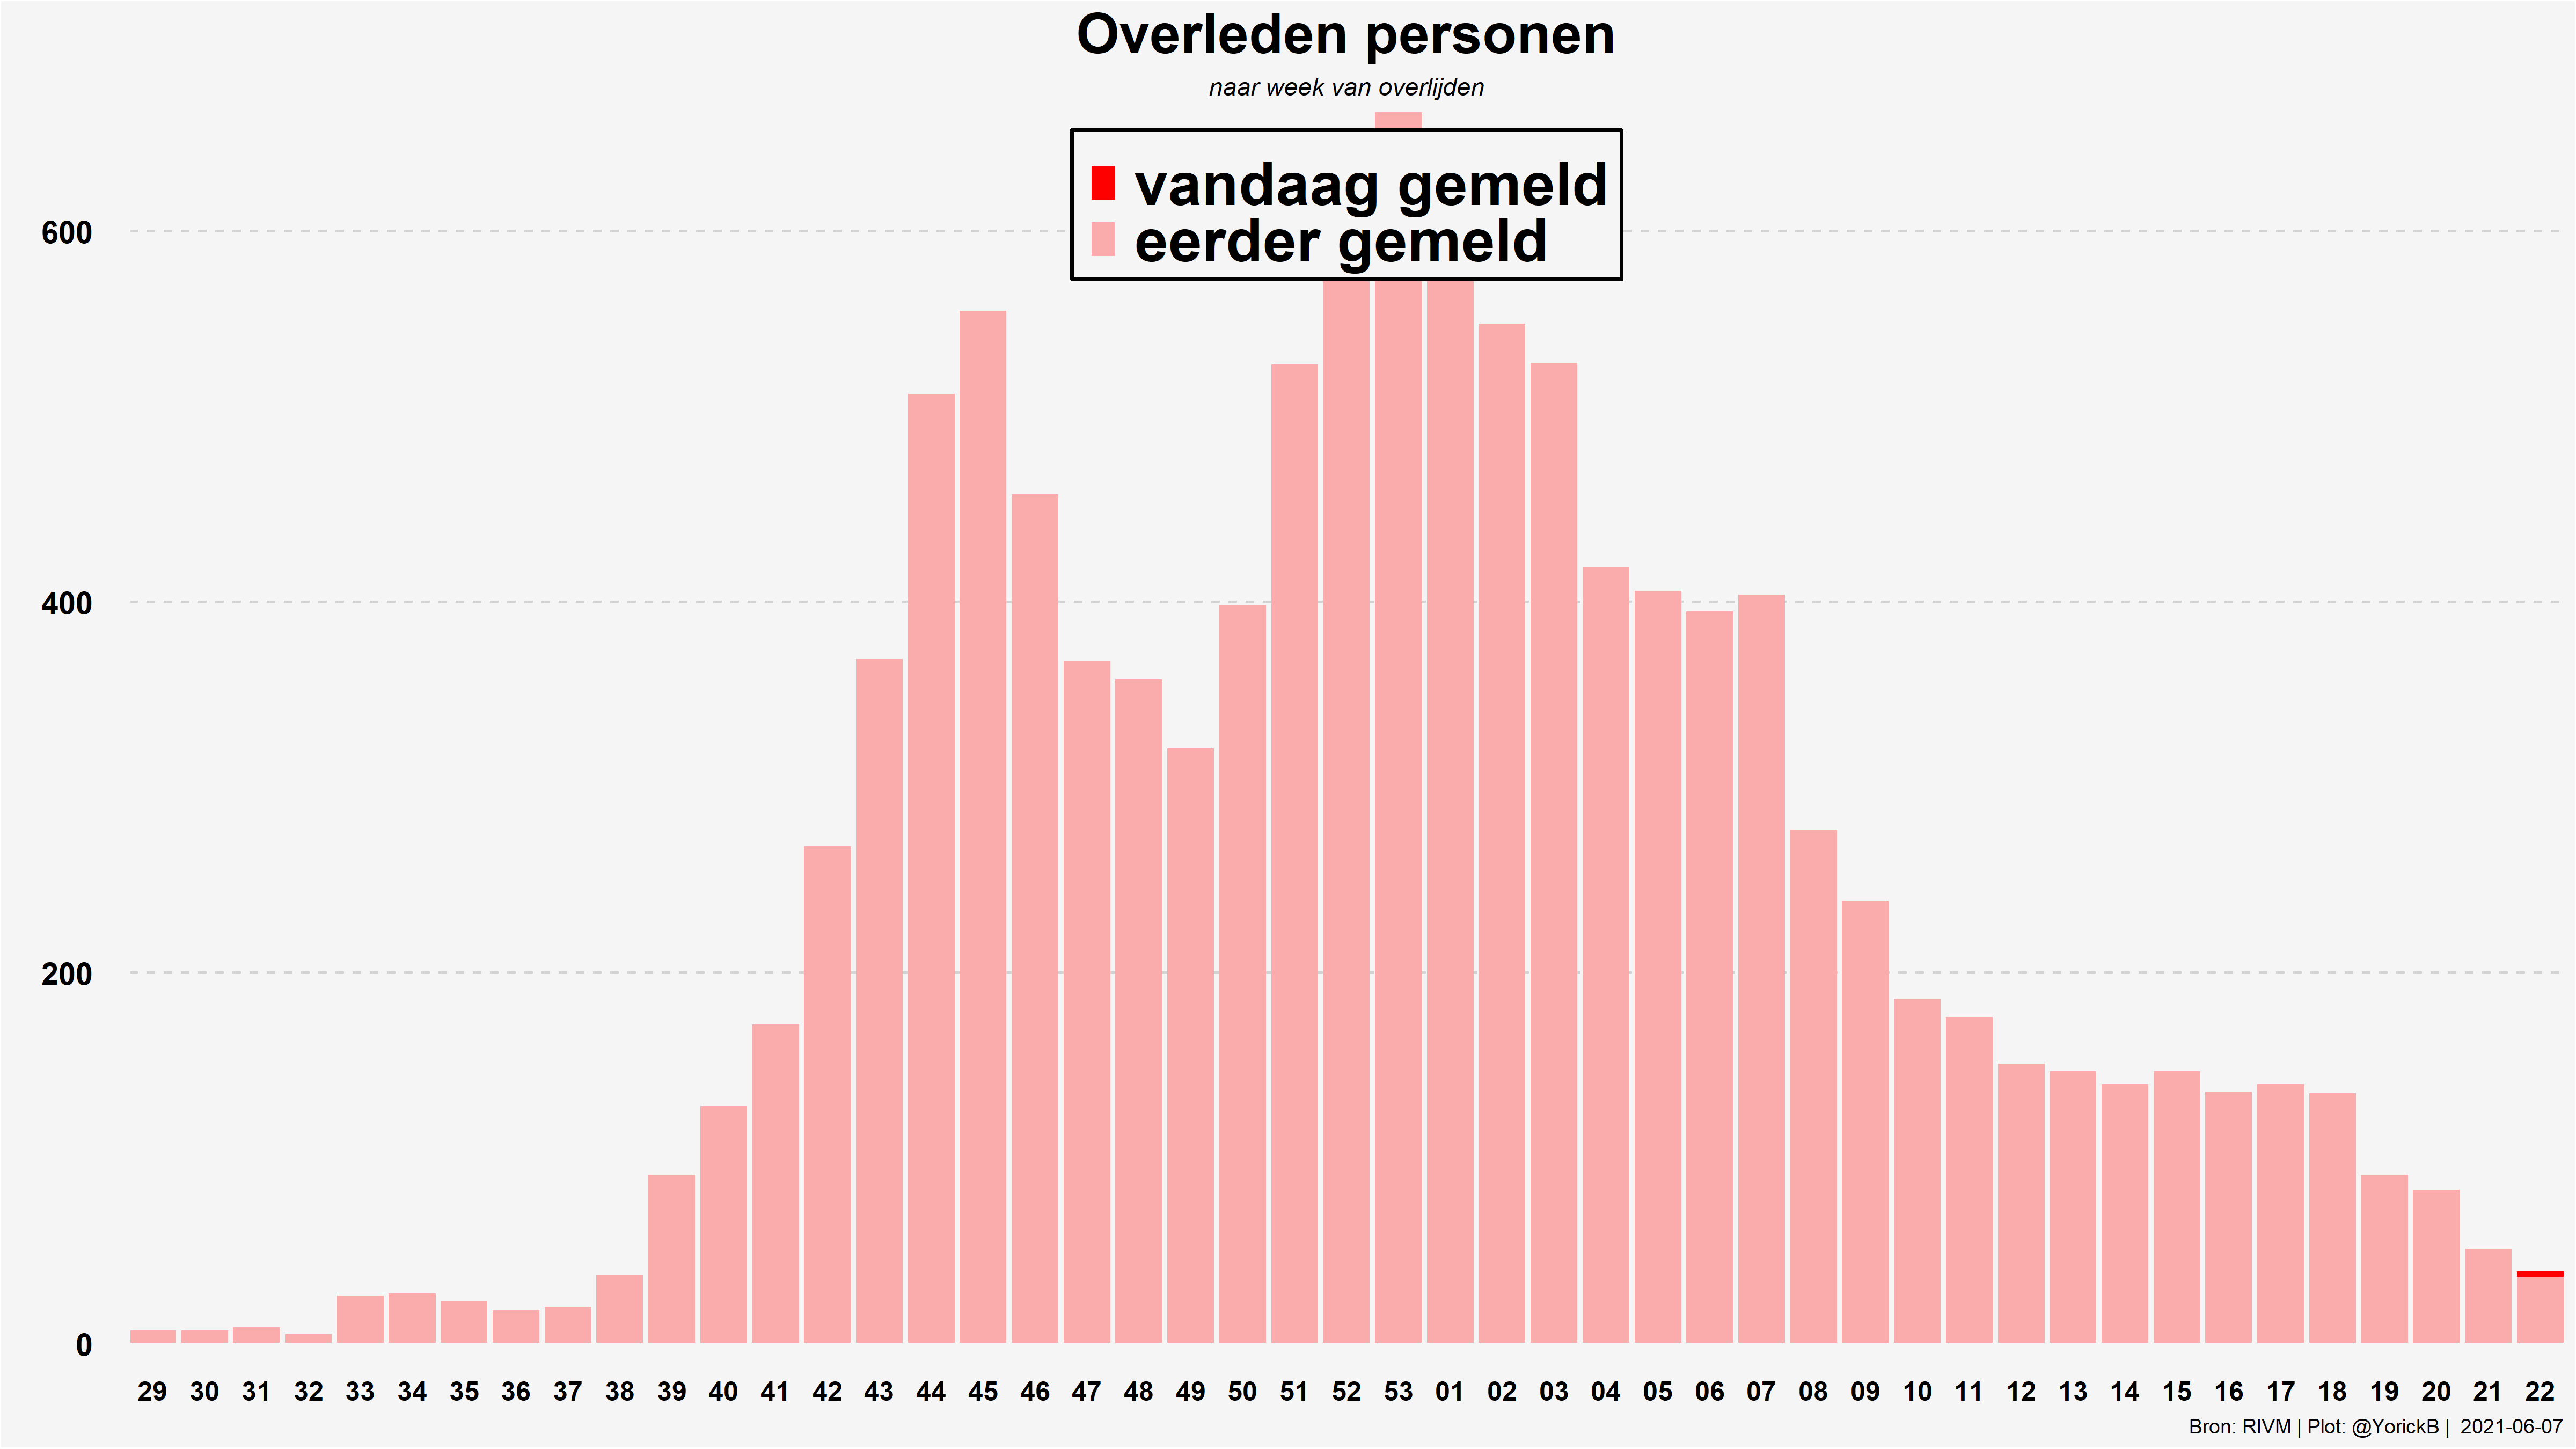 Overleden personen
naar week van overlijden
vandaag gemeld
eerder gemeld
600
400
200
0
29 30 31 32 33 34 35 36 37 38 39 40 41 42 43 44 45 46 47 48 49 50 51 52 53 01 02 03 04 05 06 07 08 09 10 11 12 13 14 15 16 17 18 19 20 21 22
Bron: RIVM | Plot: @YorickB | 2021-06-07